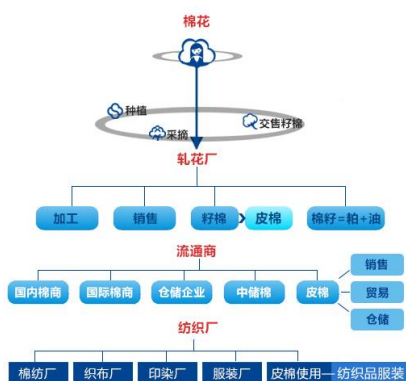 棉花
种植
采摘
交售籽棉
轧花厂
加工
销售
籽棉
皮棉
棉籽=粕+油
流通商
国内棉商
国际棉商
仓储企业
中储棉
皮棉
销售
贸易
仓储
纺织厂
棉纺厂
织布厂
印染厂
服装厂
皮棉使用—纺织品服装